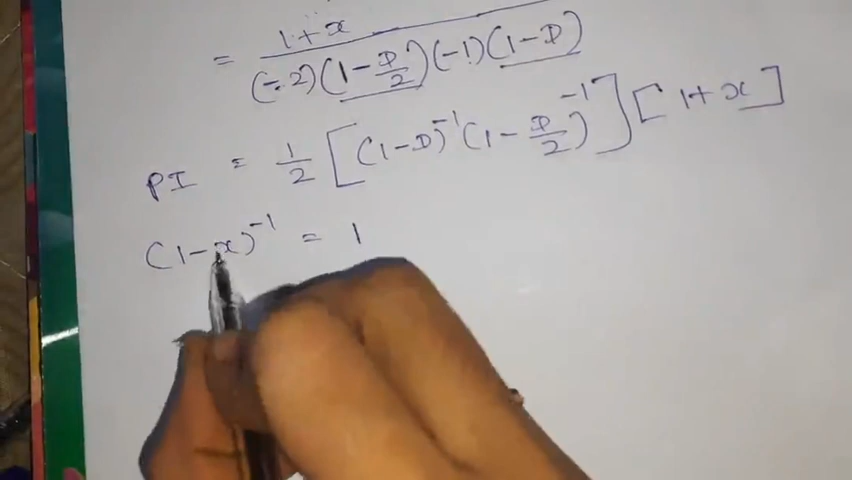 = 1+x / (-2)(1-D/2)(-1)(1-D)
PI = 1/2 [(1-D)^-1 (1-D/2)^-1] [1+x]
(1-x)^-1 = 1